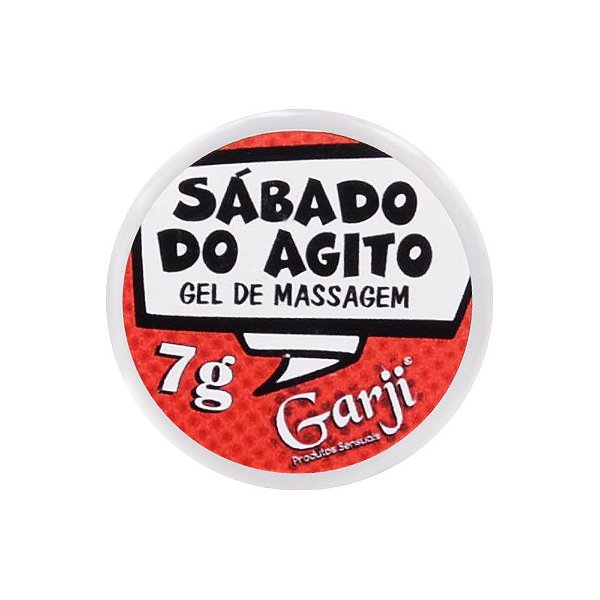 SÁBADO
DO AGITO
GEL DE MASSAGEM
7g
Garji®
Produtos Sensuais